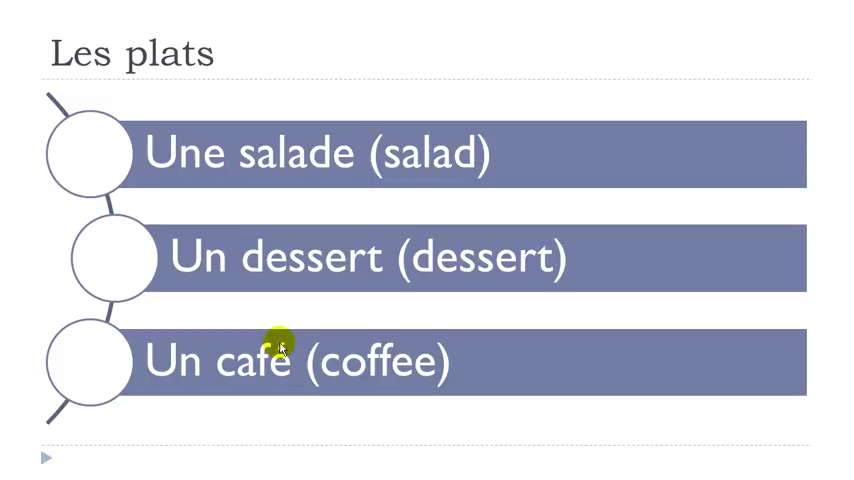 Les plats
Une salade (salad)
Un dessert (dessert)
Un café (coffee)